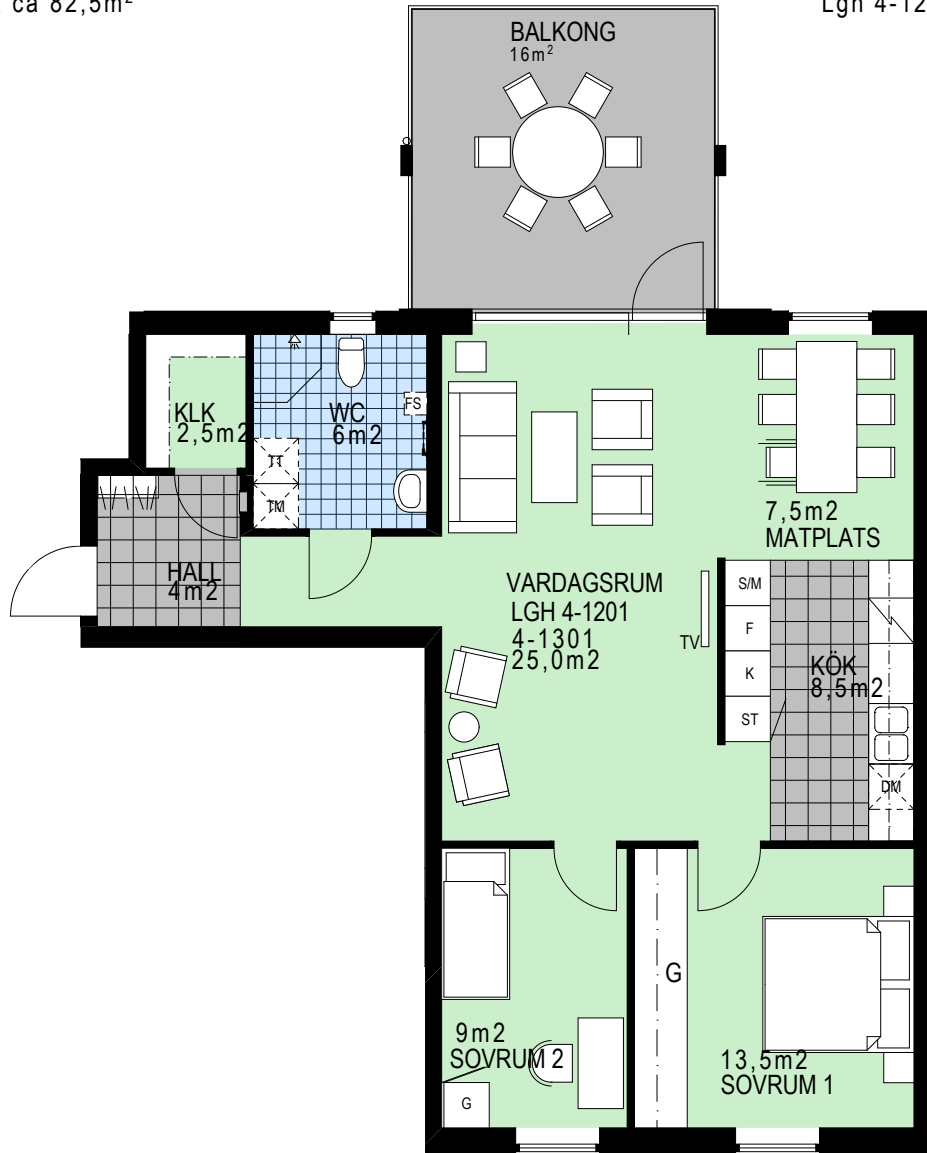 ca 82,5m²
Lgh 4-12
BALKONG
16m²
KLK
2,5m2
WC
6m2
FS
TT
TM
7,5m2
MATPLATS
HALL
4m2
VARDAGSRUM
LGH 4-1201
4-1301
25,0m2
TV
S/M
F
K
ST
KÖK
8,5m2
DM
9m2
SOVRUM 2
G
G
13,5m2
SOVRUM 1